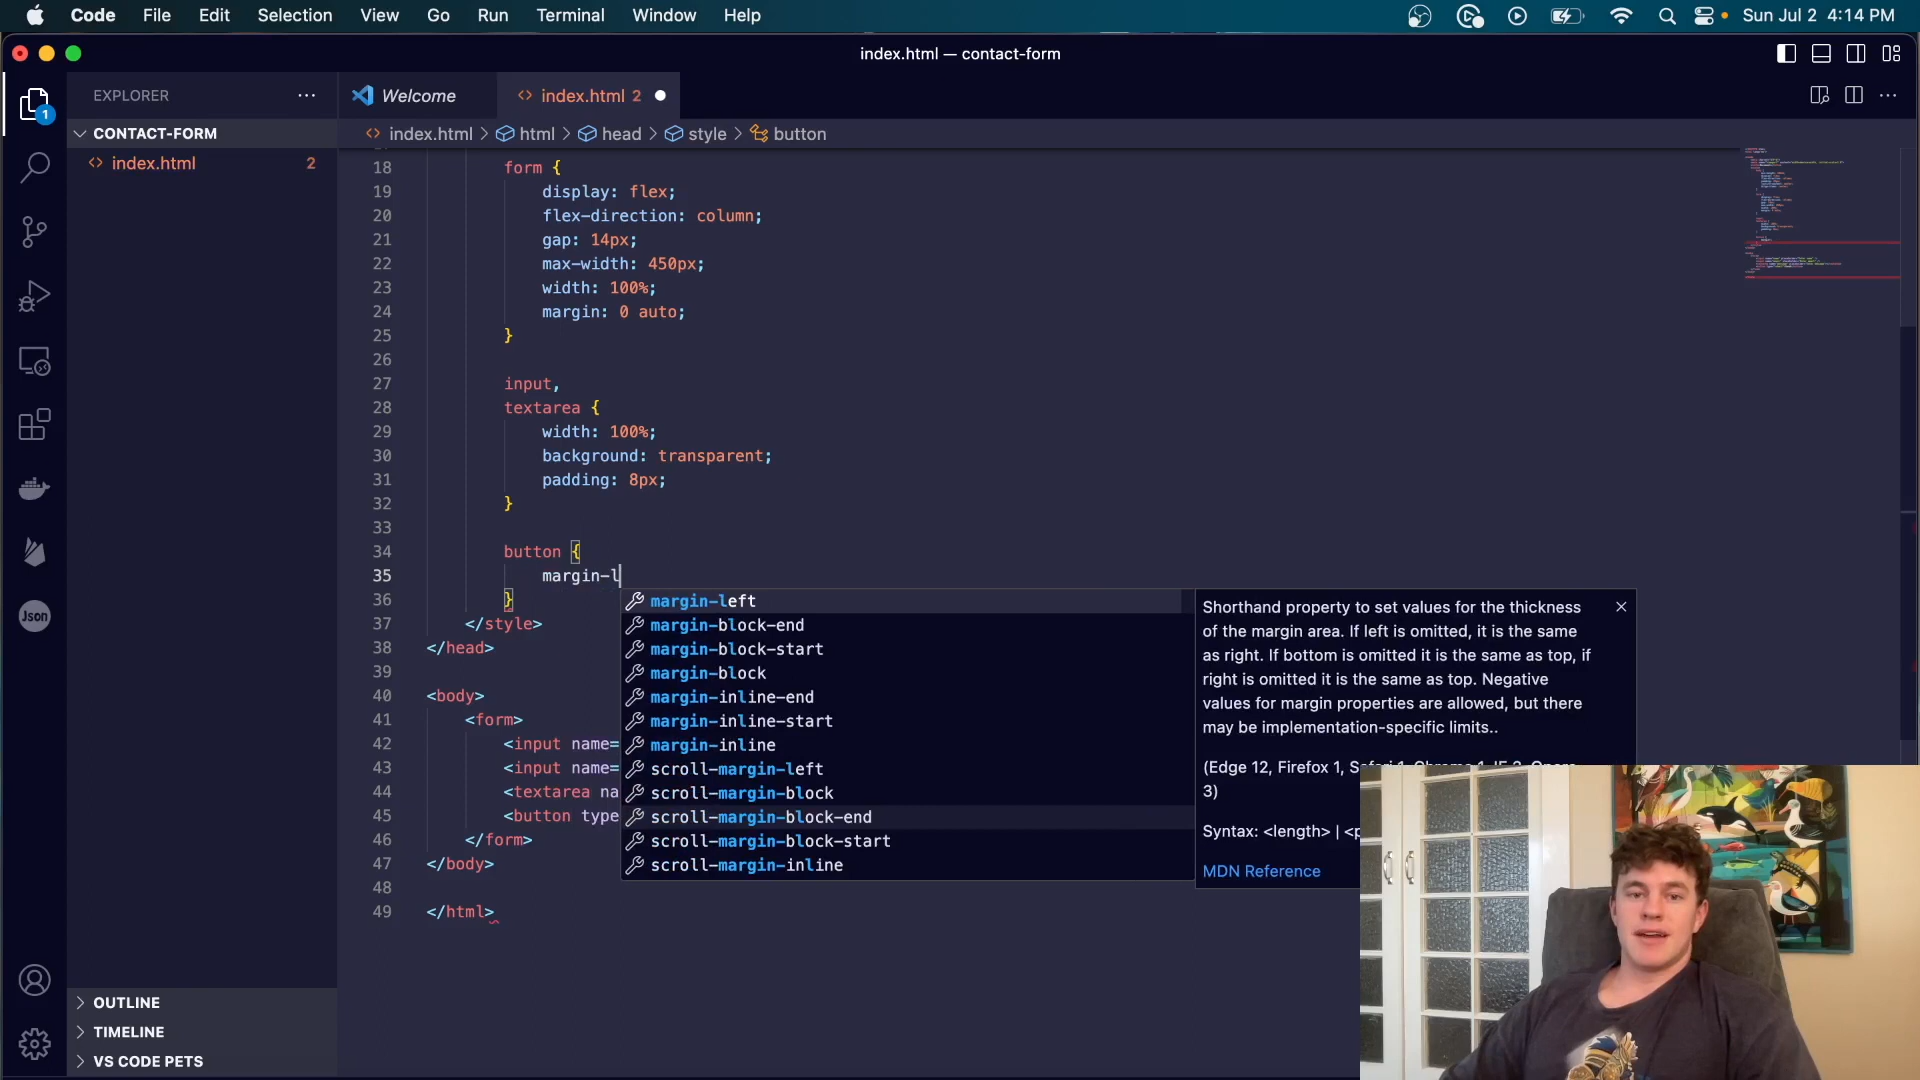 Code File Edit Selection View Go Run Terminal Window Help Sun Jul 2 4:14 PM
index.html — contact-form
EXPLORER
CONTACT-FORM
index.html 2
1
Json
OUTLINE
TIMELINE
VS CODE PETS
Welcome index.html 2
index.html > html > head > style > button
18 form {
19 display: flex;
20 flex-direction: column;
21 gap: 14px;
22 max-width: 450px;
23 width: 100%;
24 margin: 0 auto;
25 }
26
27 input,
28 textarea {
29 width: 100%;
30 background: transparent;
31 padding: 8px;
32 }
33
34 button {
35 margin-l
36 }
37 </style>
38 </head>
39
40 <body>
41 <form>
42 <input name=
43 <input name=
44 <textarea na
45 <button type
46 </form>
47 </body>
48
49 </html>
margin-left
margin-block-end
margin-block-start
margin-block
margin-inline-end
margin-inline-start
margin-inline
scroll-margin-left
scroll-margin-block
scroll-margin-block-end
scroll-margin-block-start
scroll-margin-inline
Shorthand property to set values for the thickness
of the margin area. If left is omitted, it is the same
as right. If bottom is omitted it is the same as top, if
right is omitted it is the same as top. Negative
values for margin properties are allowed, but there
may be implementation-specific limits..
(Edge 12, Firefox 1,
3)
Syntax: <length> | <p
MDN Reference